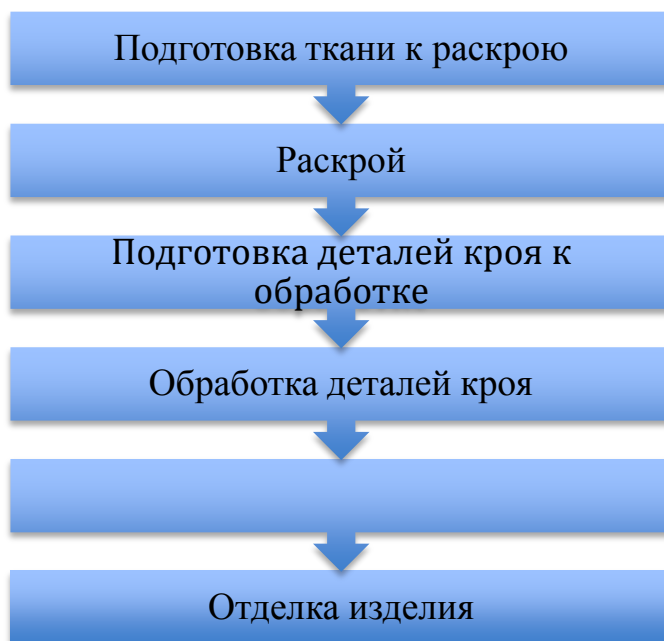 Подготовка ткани к раскрою
Раскрой
Подготовка деталей кроя к
обработке
Обработка деталей кроя
Отделка изделия